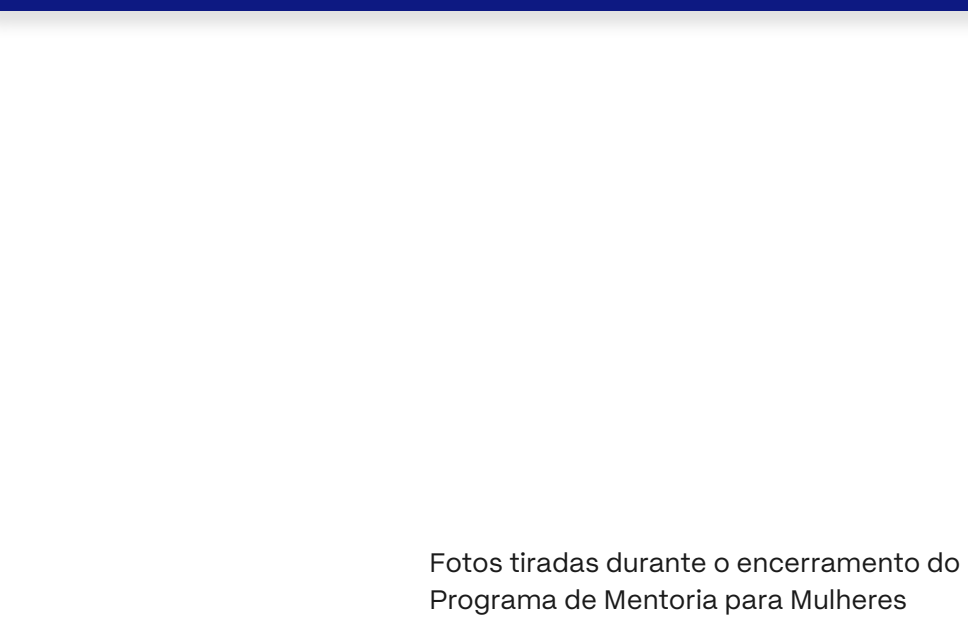 Fotos tiradas durante o encerramento do
Programa de Mentoria para Mulheres